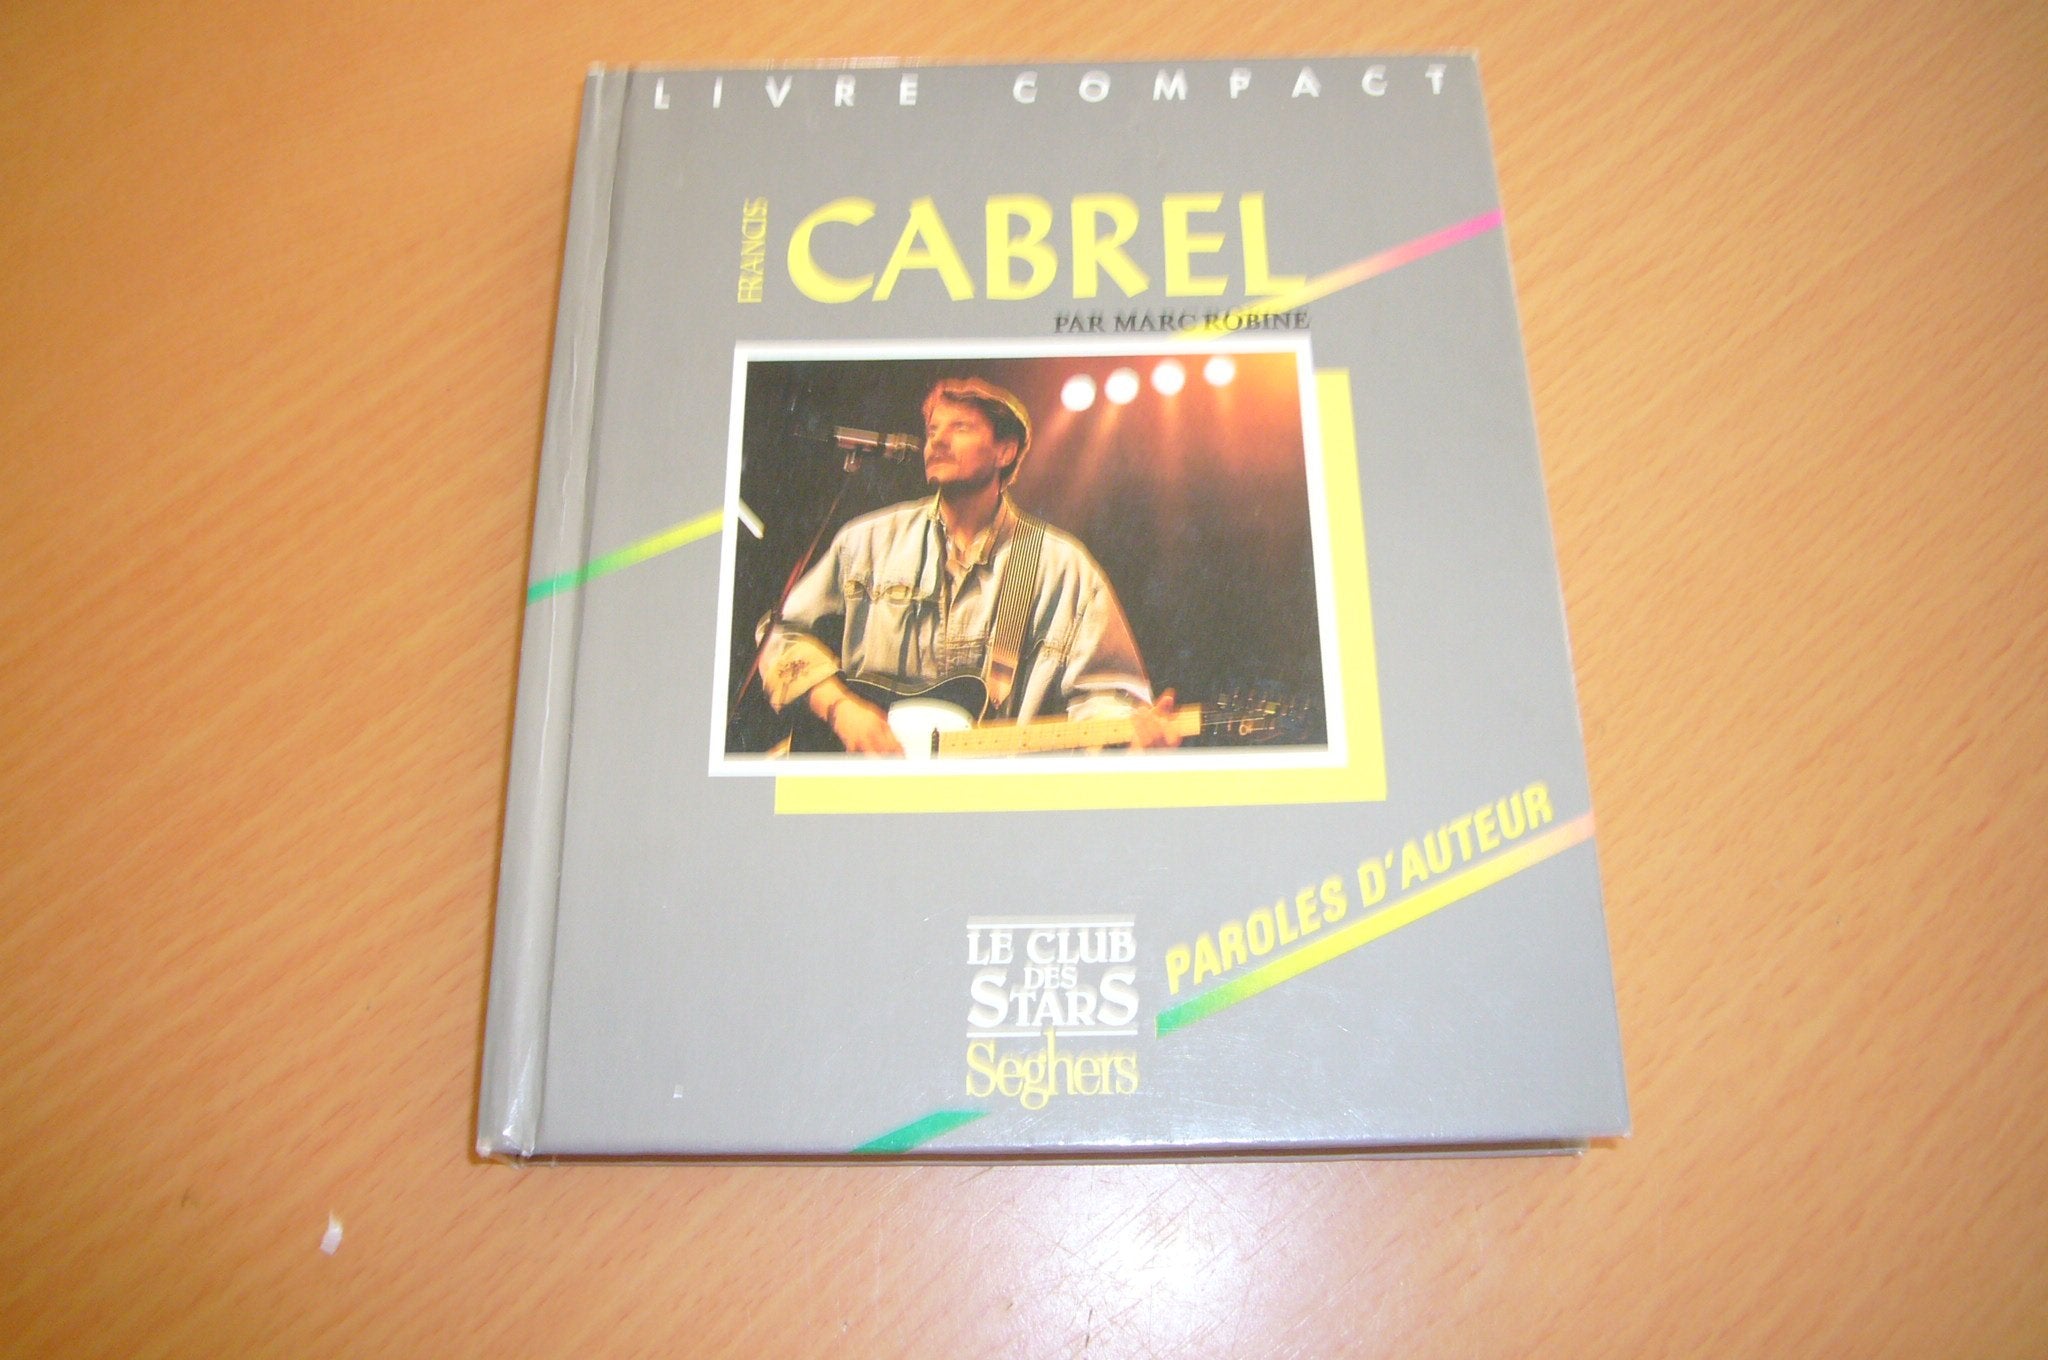 LIVRE COMPACT
FRANCIS
CABREL
PAR MARC ROBINE
PAROLES D'AUTEUR
LE CLUB
DES
STARS
Seghers